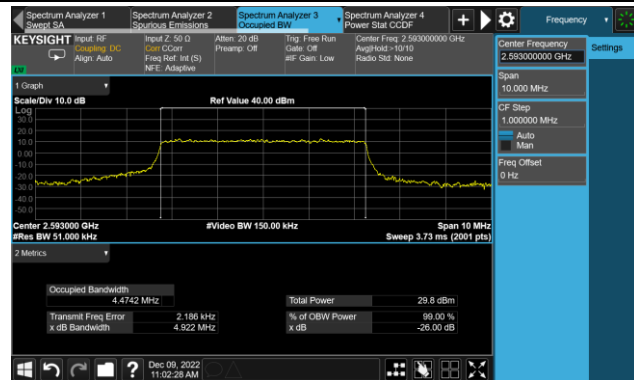 Spectrum Analyzer 1
Swept SA
Spectrum Analyzer 2
Spurious Emissions
Spectrum Analyzer 3
Occupied BW
Spectrum Analyzer 4
Power Stat CCDF
+
Frequency
KEYSIGHT
Input: RF
Coupling: DC
Align: Auto
Input Z: 50 Ω
Corr CCorr
Freq Ref: Int (S)
NFE: Adaptive
Atten: 20 dB
Preamp: Off
Trig: Free Run
Gate: Off
#IF Gain: Low
Center Freq: 2.593000000 GHz
Avg|Hold:>10/10
Radio Std: None
Center Frequency
2.593000000 GHz
Settings
Span
10.000 MHz
CF Step
1.000000 MHz
Auto
Man
Freq Offset
0 Hz
1 Graph
Scale/Div 10.0 dB
Ref Value 40.00 dBm
Log
30.0
20.0
10.0
0.00
-10.0
-20.0
-30.0
-40.0
-50.0
Center 2.593000 GHz
#Video BW 150.00 kHz
Span 10 MHz
#Res BW 51.000 kHz
Sweep 3.73 ms (2001 pts)
2 Metrics
Occupied Bandwidth
4.4742 MHz
Total Power
29.8 dBm
Transmit Freq Error
2.186 kHz
% of OBW Power
99.00 %
x dB Bandwidth
4.922 MHz
x dB
-26.00 dB
?
Dec 09, 2022
11:02:28 AM